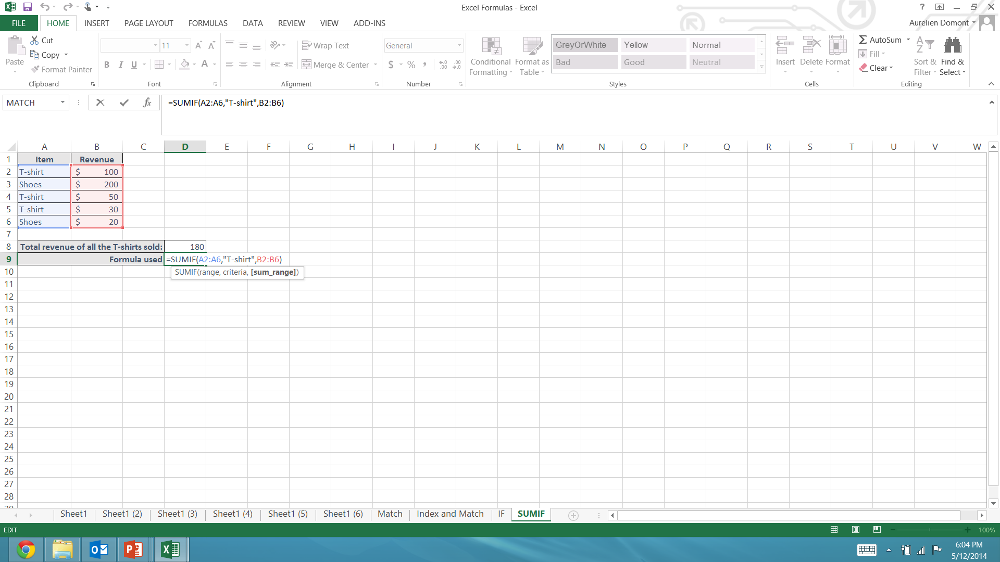 Excel Formulas - Excel
?
FILE HOME INSERT PAGE LAYOUT FORMULAS DATA REVIEW VIEW ADD-INS Aurelien Domont
Paste
Cut
Copy
Format Painter
Clipboard
11
B I U A
Font
Wrap Text
Merge & Center
Alignment
General
$ % ,
Number
Conditional Formatting
Format as Table
GreyOrWhite Yellow Normal
Bad Good Neutral
Styles
Insert Delete Format
Cells
AutoSum
Fill
Clear
Sort & Filter
Find & Select
Editing
MATCH fx =SUMIF(A2:A6,"T-shirt",B2:B6)
A B C D E F G H I J K L M N O P Q R S T U V W
1 Item Revenue
2 T-shirt $ 100
3 Shoes $ 200
4 T-shirt $ 50
5 T-shirt $ 30
6 Shoes $ 20
7
8 Total revenue of all the T-shirts sold: 180
9 Formula used =SUMIF(A2:A6,"T-shirt",B2:B6)
10 SUMIF(range, criteria, [sum_range])
11
12
13
14
15
16
17
18
19
20
21
22
23
24
25
26
27
28
Sheet1 Sheet1 (2) Sheet1 (3) Sheet1 (4) Sheet1 (5) Sheet1 (6) Match Index and Match IF SUMIF
EDIT 100%
6:04 PM
5/12/2014